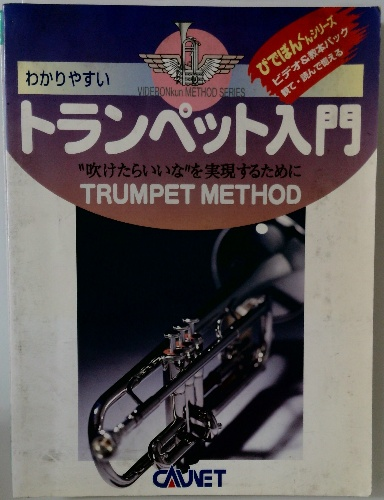 びでほんくんシリーズ
ビデオ&教本パック
見て・読んで覚える
VIDEBONkun METHOD SERIES
わかりやすい
トランペット入門
"吹けたらいいな"を実現するために
TRUMPET METHOD
CAUNET